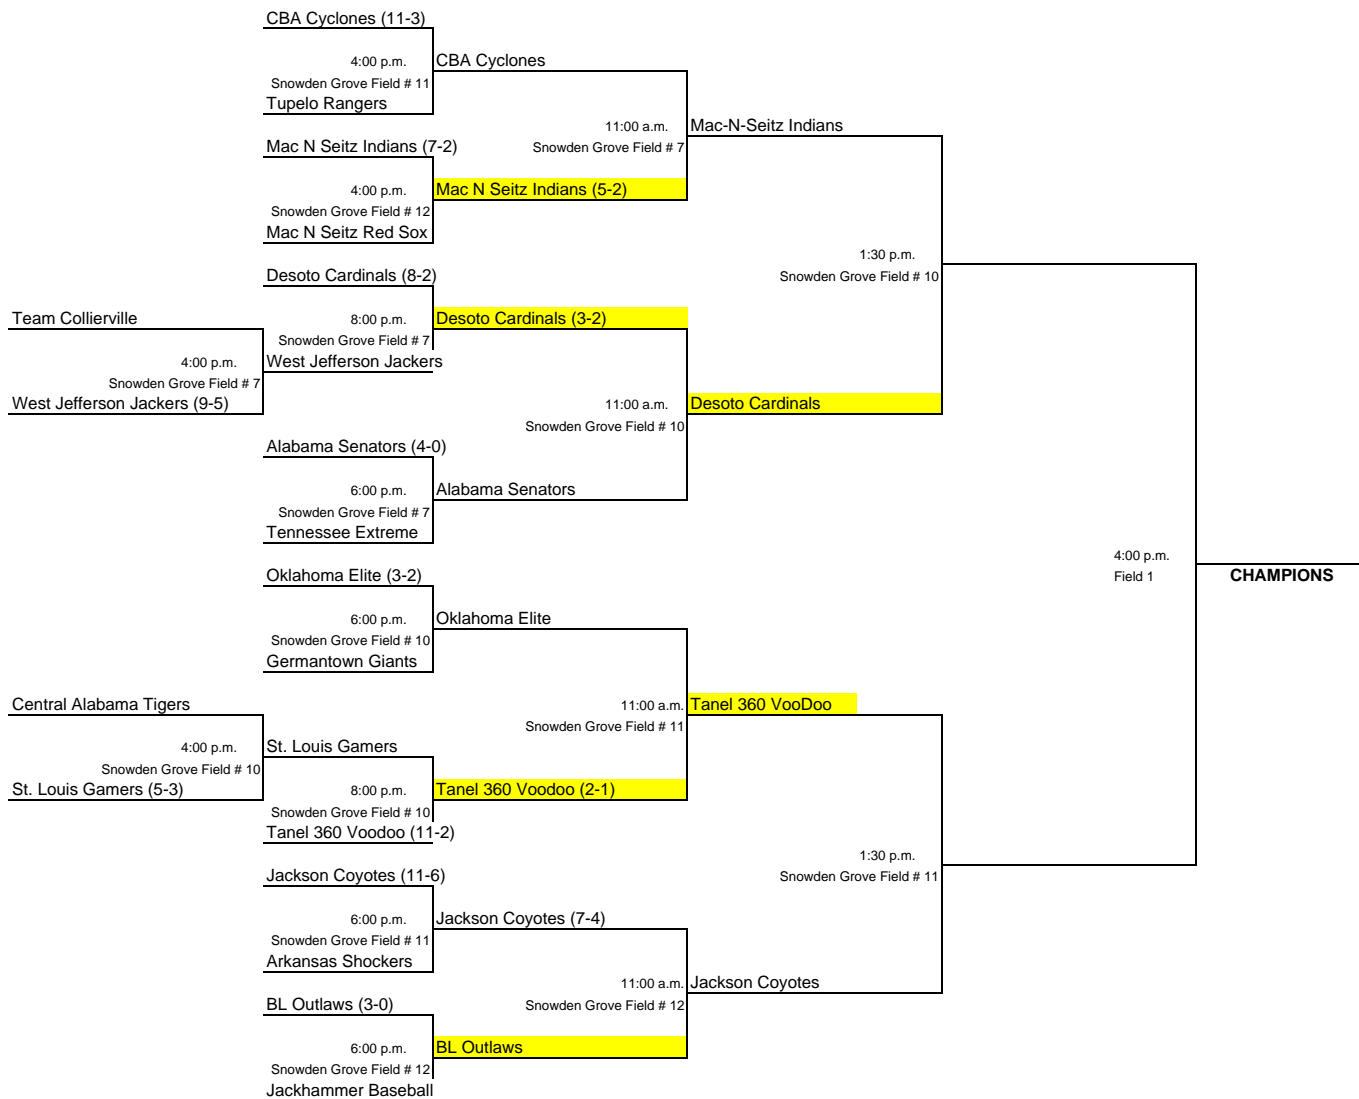 CBA Cyclones (11-3)
4:00 p.m.
Snowden Grove Field # 11
Tupelo Rangers
CBA Cyclones
Mac N Seitz Indians (7-2)
4:00 p.m.
Snowden Grove Field # 12
Mac N Seitz Red Sox
Mac N Seitz Indians (5-2)
11:00 a.m.
Snowden Grove Field # 7
Mac-N-Seitz Indians
Team Collierville
4:00 p.m.
Snowden Grove Field # 7
West Jefferson Jackers (9-5)
Desoto Cardinals (8-2)
8:00 p.m.
Snowden Grove Field # 7
West Jefferson Jackers
Desoto Cardinals (3-2)
Alabama Senators (4-0)
6:00 p.m.
Snowden Grove Field # 7
Tennessee Extreme
Alabama Senators
11:00 a.m.
Snowden Grove Field # 10
Desoto Cardinals
1:30 p.m.
Snowden Grove Field # 10
Oklahoma Elite (3-2)
6:00 p.m.
Snowden Grove Field # 10
Germantown Giants
Oklahoma Elite
Central Alabama Tigers
4:00 p.m.
Snowden Grove Field # 10
St. Louis Gamers (5-3)
St. Louis Gamers
8:00 p.m.
Snowden Grove Field # 10
Tanel 360 Voodoo (11-2)
Tanel 360 Voodoo (2-1)
11:00 a.m.
Snowden Grove Field # 11
Tanel 360 VooDoo
Jackson Coyotes (11-6)
6:00 p.m.
Snowden Grove Field # 11
Arkansas Shockers
Jackson Coyotes (7-4)
BL Outlaws (3-0)
6:00 p.m.
Snowden Grove Field # 12
Jackhammer Baseball
BL Outlaws
11:00 a.m.
Snowden Grove Field # 12
Jackson Coyotes
1:30 p.m.
Snowden Grove Field # 11
4:00 p.m.
Field 1
CHAMPIONS